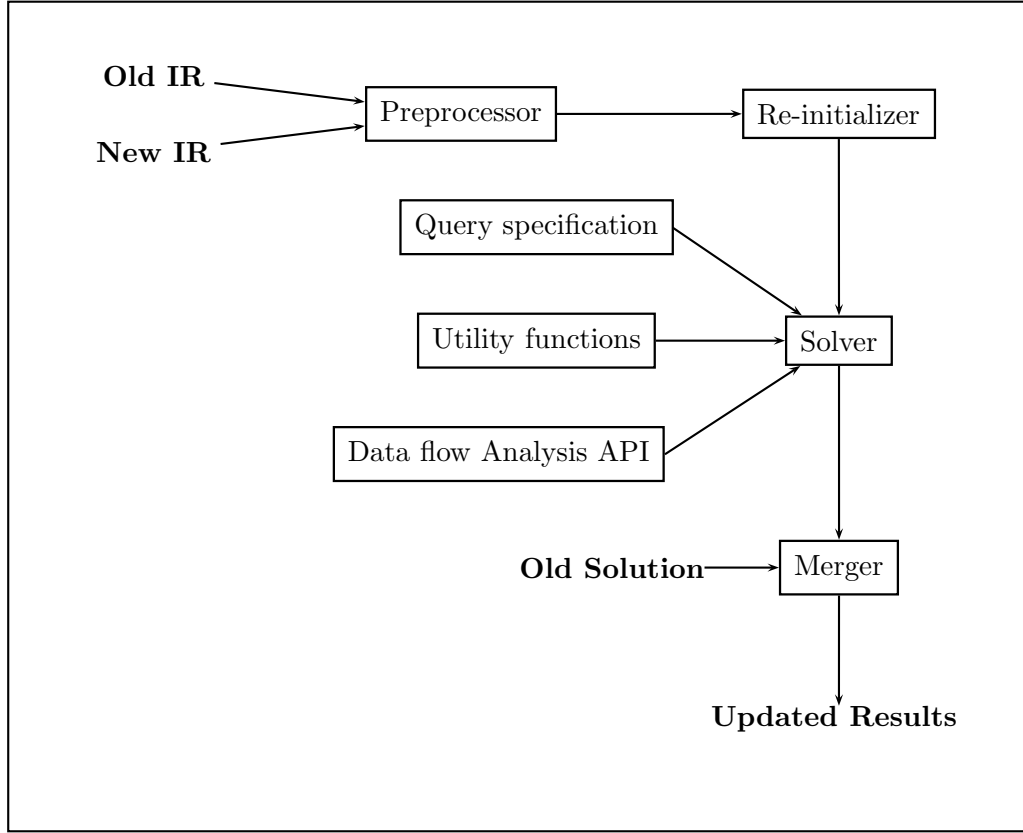 Old IR
Preprocessor
Re-initializer
New IR
Query specification
Utility functions
Solver
Data flow Analysis API
Old Solution
Merger
Updated Results